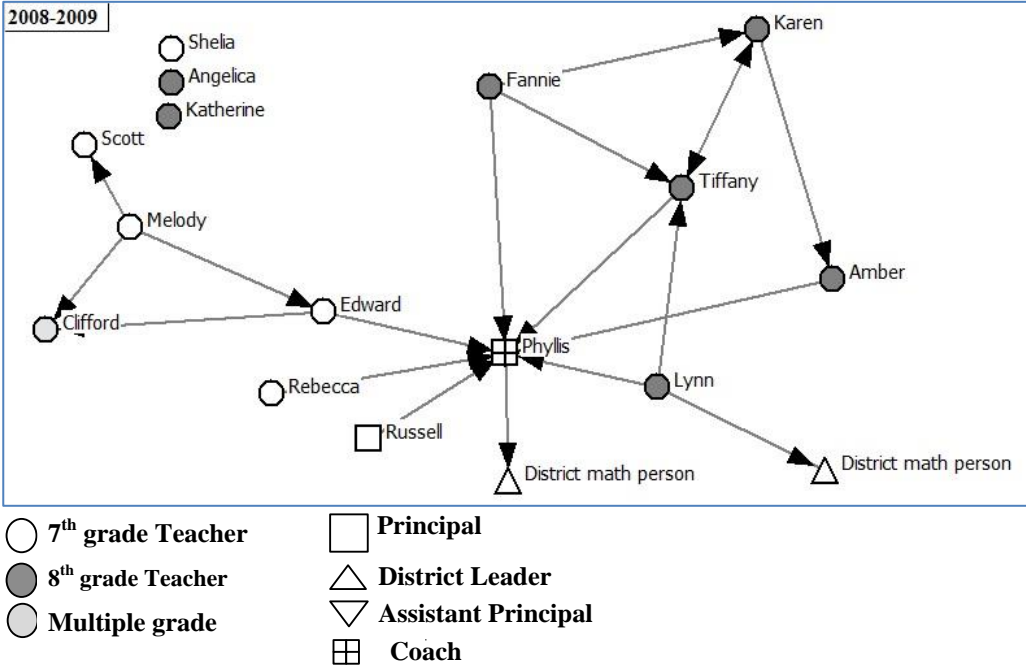 2008-2009
Shelia
Angelica
Katherine
Scott
Melody
Clifford
Edward
Rebecca
Russell
Phyllis
Fannie
Karen
Tiffany
Amber
Lynn
District math person
District math person
7th grade Teacher
8th grade Teacher
Multiple grade
Principal
District Leader
Assistant Principal
Coach